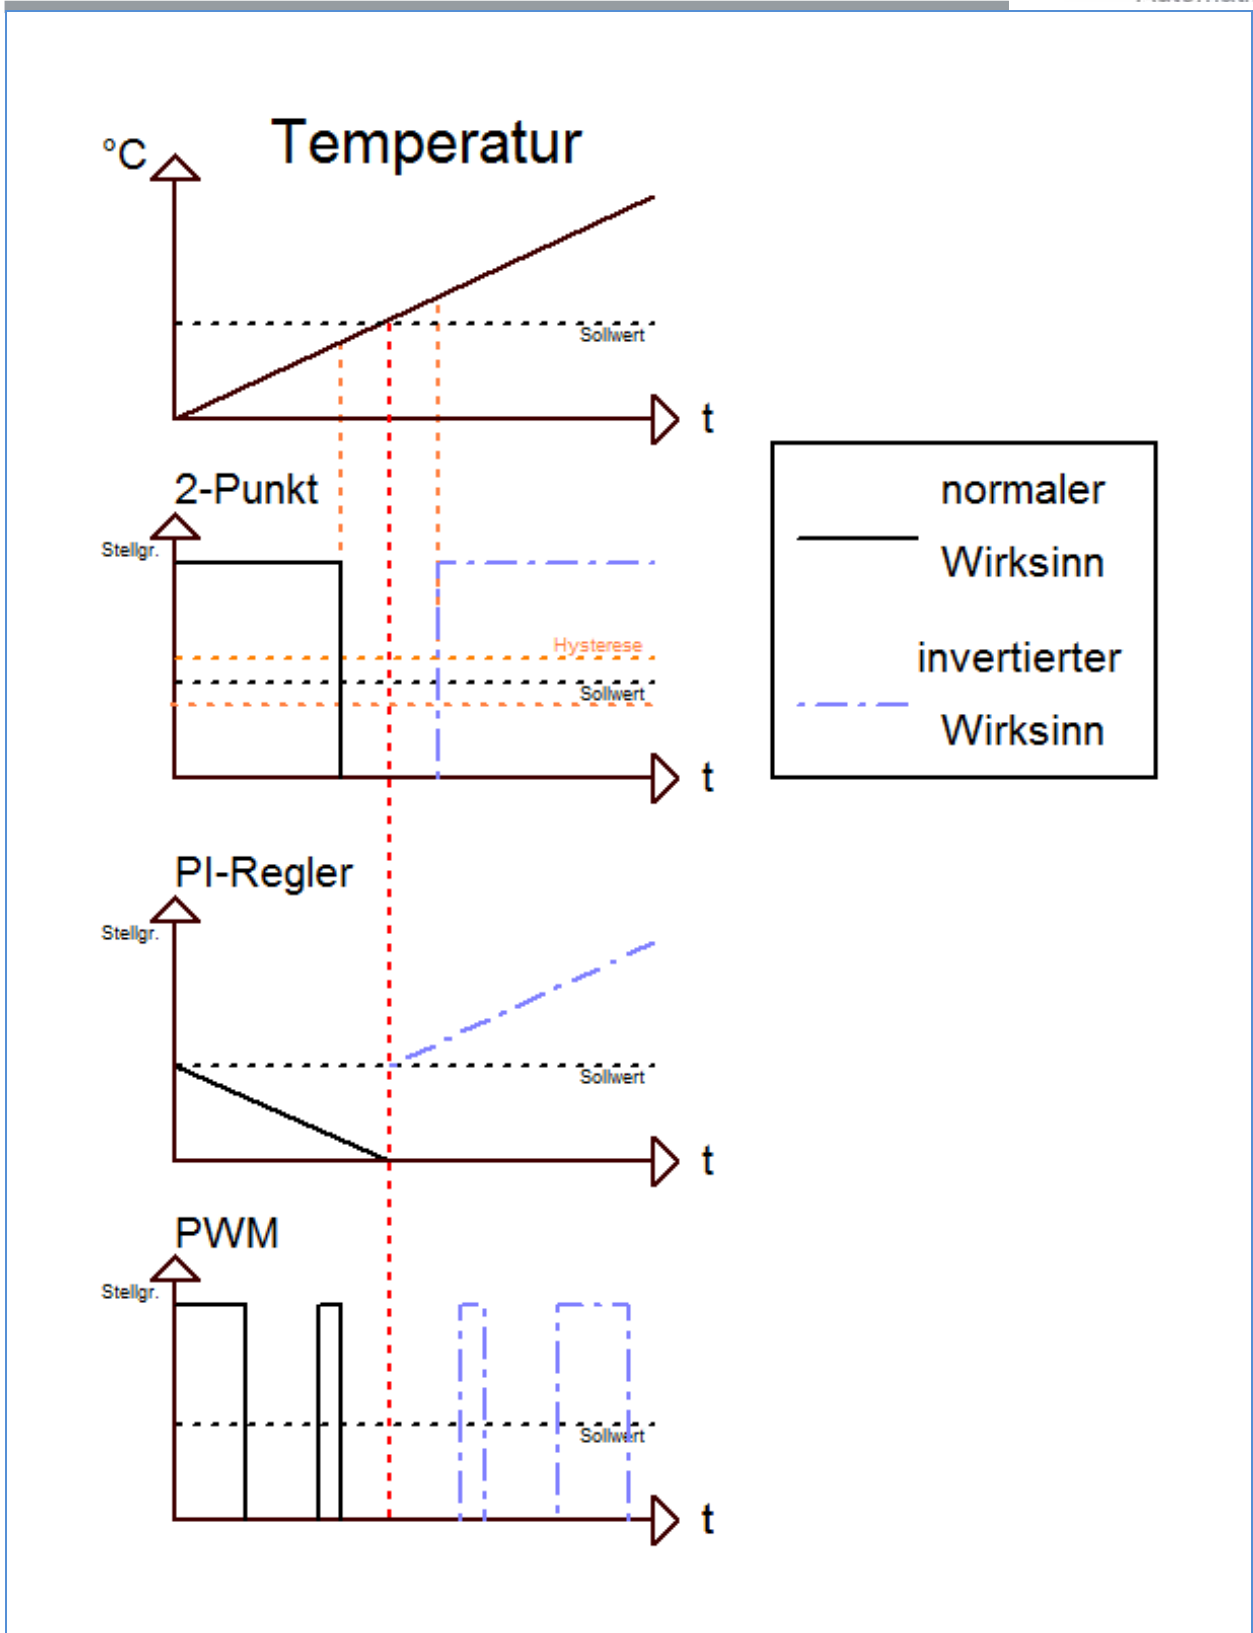 Temperatur
°C
Sollwert
t
2-Punkt
Stellgr.
Hysterese
Sollwert
t
normaler
Wirksinn
invertierter
Wirksinn
PI-Regler
Stellgr.
Sollwert
t
PWM
Stellgr.
Sollwert
t